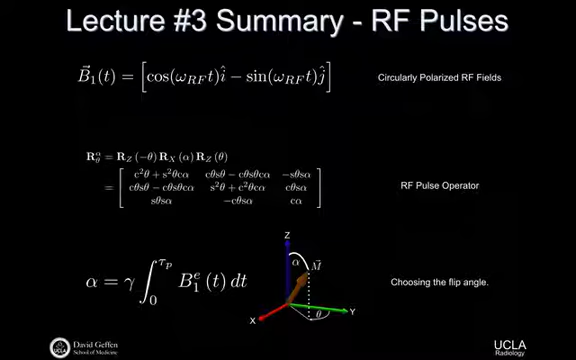 Lecture #3 Summary - RF Pulses
B⃗₁(t) = [cos(ω_RF t)î − sin(ω_RF t)ĵ]
Circularly Polarized RF Fields
R^α_θ = R_Z (−θ) R_X (α) R_Z (θ)
= [ c²θ + s²θcα cθsθ − cθsθcα −sθsα
cθsθ − cθsθcα s²θ + c²θcα cθsα
sθsα −cθsα cα ]
RF Pulse Operator
α = γ ∫₀^τp B₁^e (t) dt
Choosing the flip angle.
Z
α
M⃗
θ
Y
X
UCLA
David Geffen
School of Medicine
UCLA
Radiology